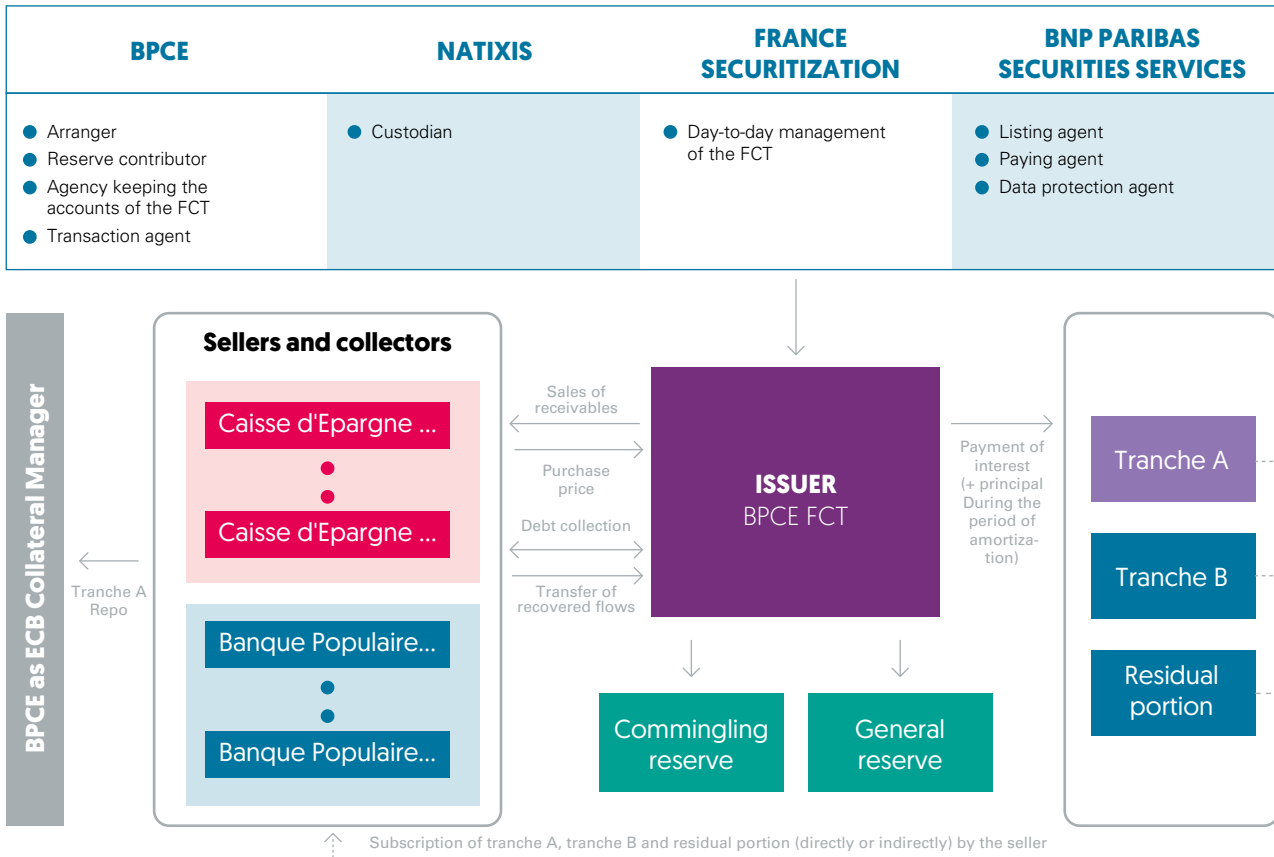 BPCE
NATIXIS
FRANCE
SECURITIZATION
BNP PARIBAS
SECURITIES SERVICES
Arranger
Reserve contributor
Agency keeping the
accounts of the FCT
Transaction agent
Custodian
Day-to-day management
of the FCT
Listing agent
Paying agent
Data protection agent
BPCE as ECB Collateral Manager
Tranche A
Repo
Sellers and collectors
Caisse d'Epargne ...
Caisse d'Epargne ...
Banque Populaire...
Banque Populaire...
Sales of
receivables
Purchase
price
Debt collection
Transfer of
recovered flows
ISSUER
BPCE FCT
Commingling
reserve
General
reserve
Payment of
interest
(+ principal
During the
period of
amortiza-
tion)
Tranche A
Tranche B
Residual
portion
Subscription of tranche A, tranche B and residual portion (directly or indirectly) by the seller